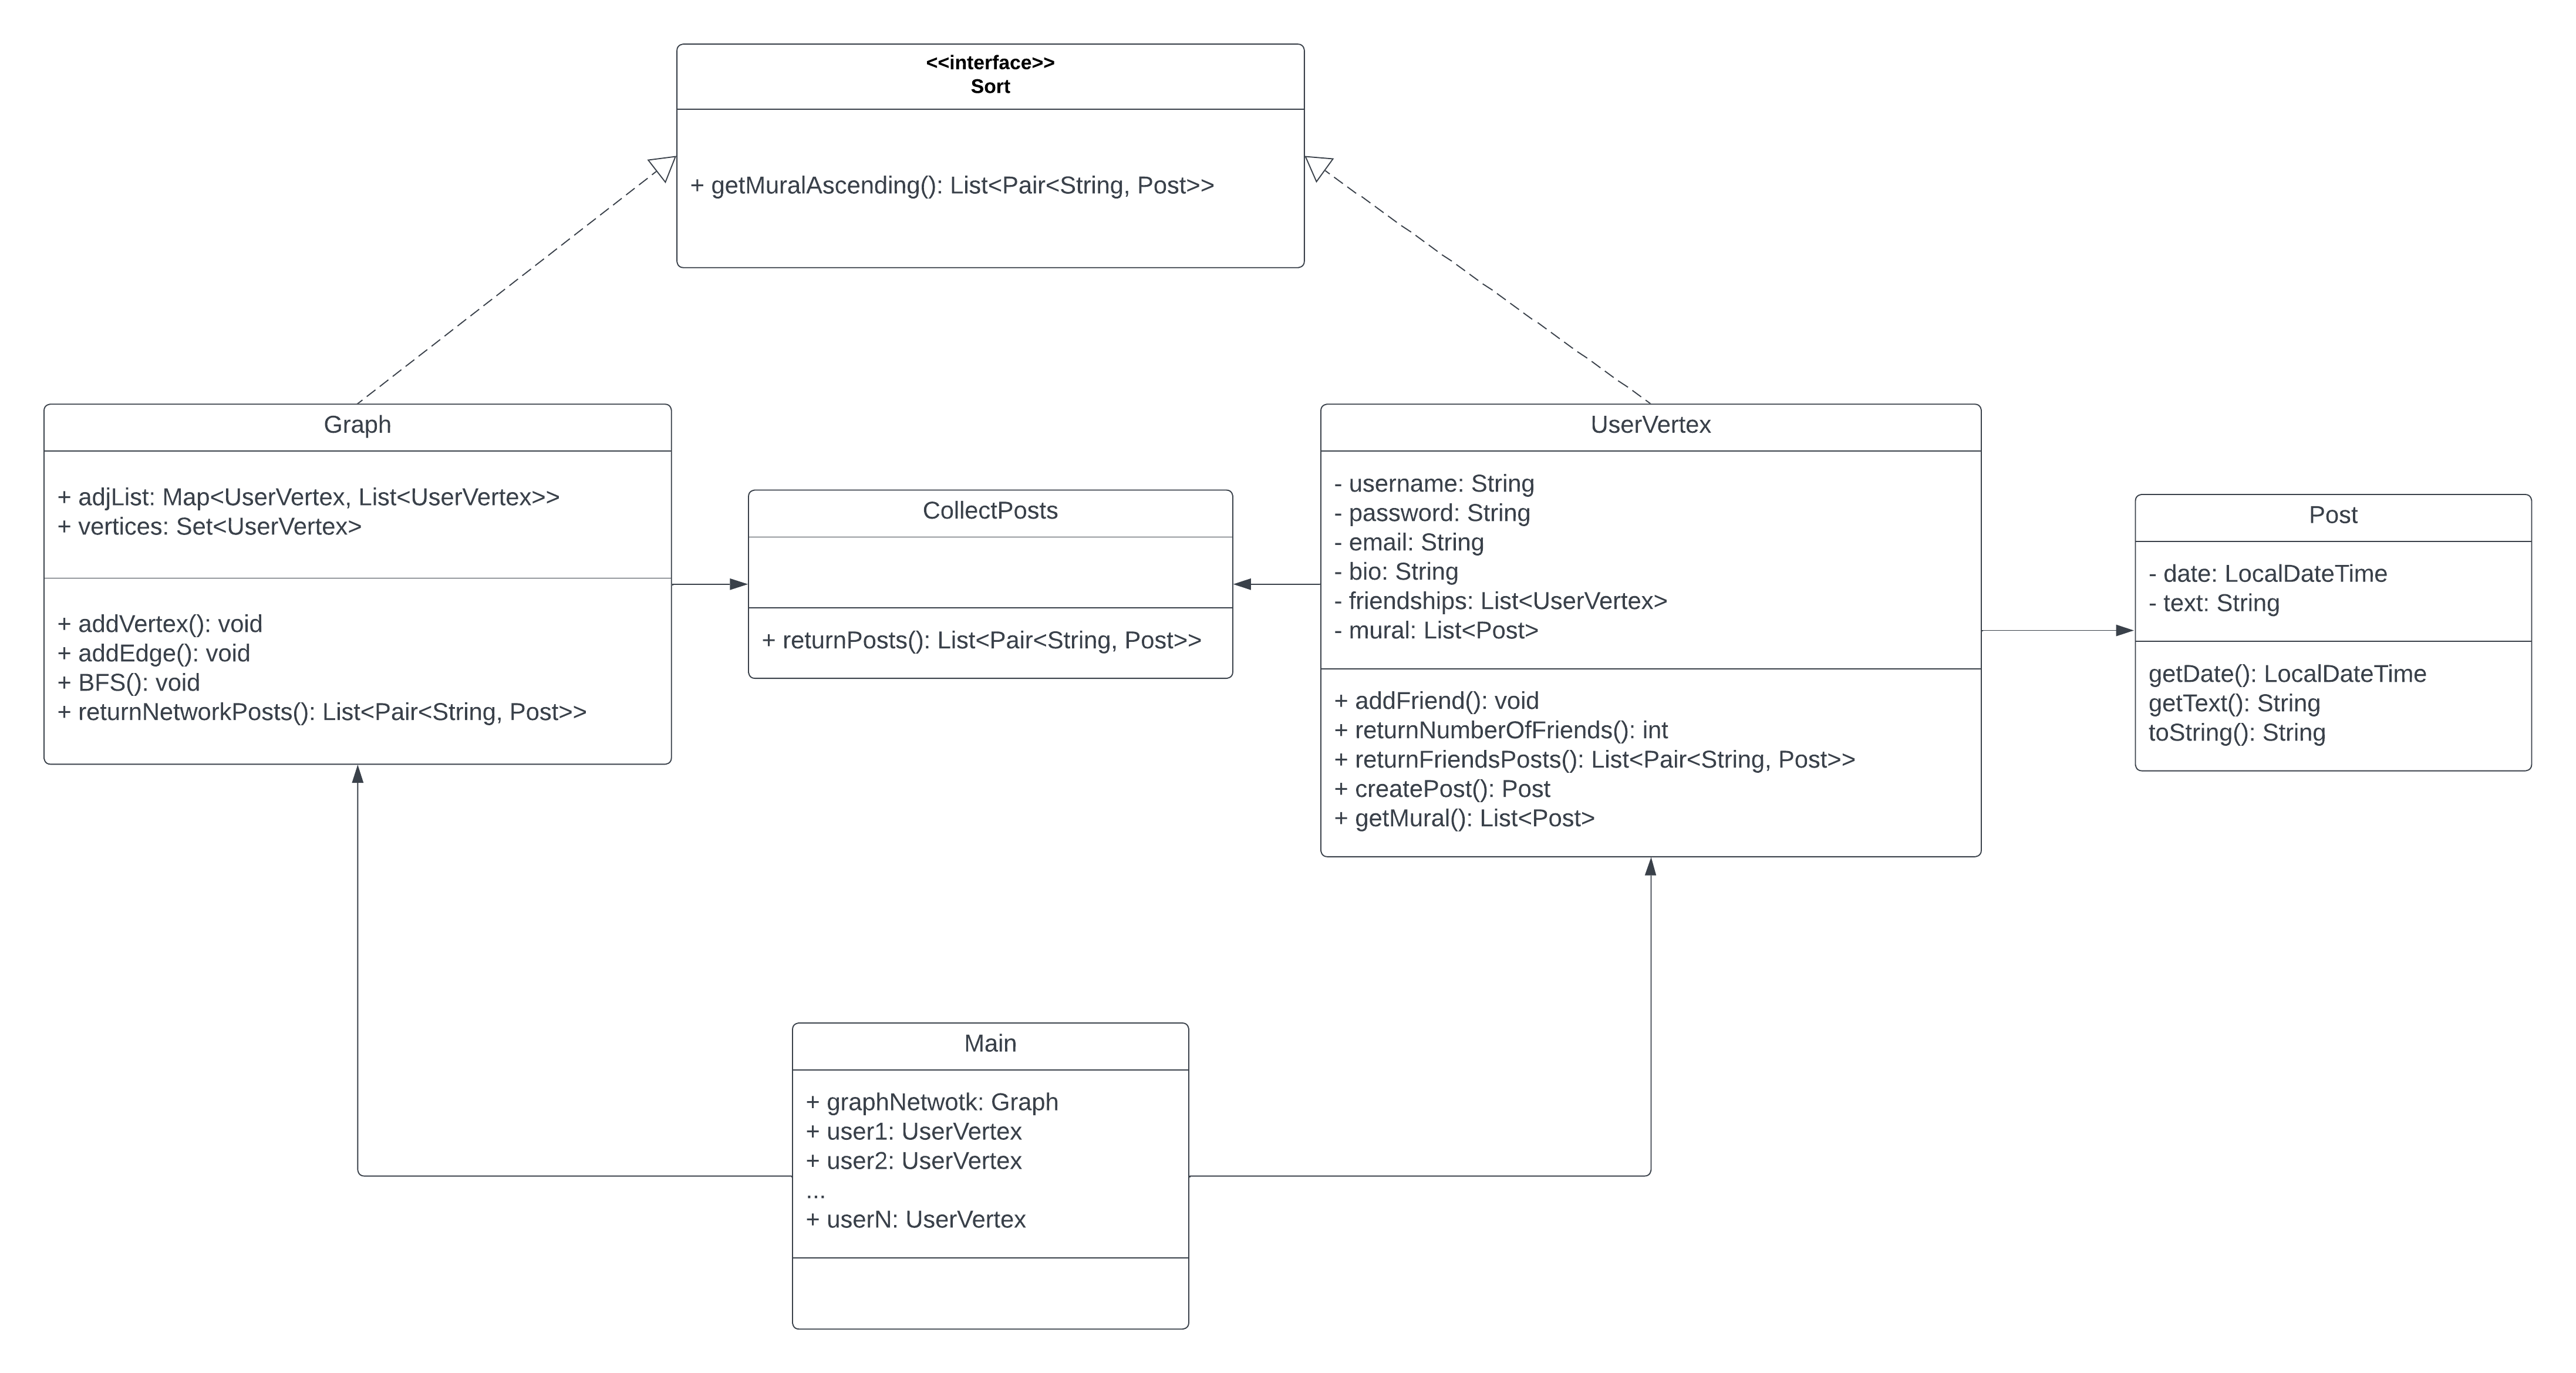 <<interface>>
Sort
+ getMuralAscending(): List<Pair<String, Post>>
Graph
+ adjList: Map<UserVertex, List<UserVertex>>
+ vertices: Set<UserVertex>
+ addVertex(): void
+ addEdge(): void
+ BFS(): void
+ returnNetworkPosts(): List<Pair<String, Post>>
CollectPosts
+ returnPosts(): List<Pair<String, Post>>
UserVertex
- username: String
- password: String
- email: String
- bio: String
- friendships: List<UserVertex>
- mural: List<Post>
+ addFriend(): void
+ returnNumberOfFriends(): int
+ returnFriendsPosts(): List<Pair<String, Post>>
+ createPost(): Post
+ getMural(): List<Post>
Post
- date: LocalDateTime
- text: String
getDate(): LocalDateTime
getText(): String
toString(): String
Main
+ graphNetwotk: Graph
+ user1: UserVertex
+ user2: UserVertex
...
+ userN: UserVertex